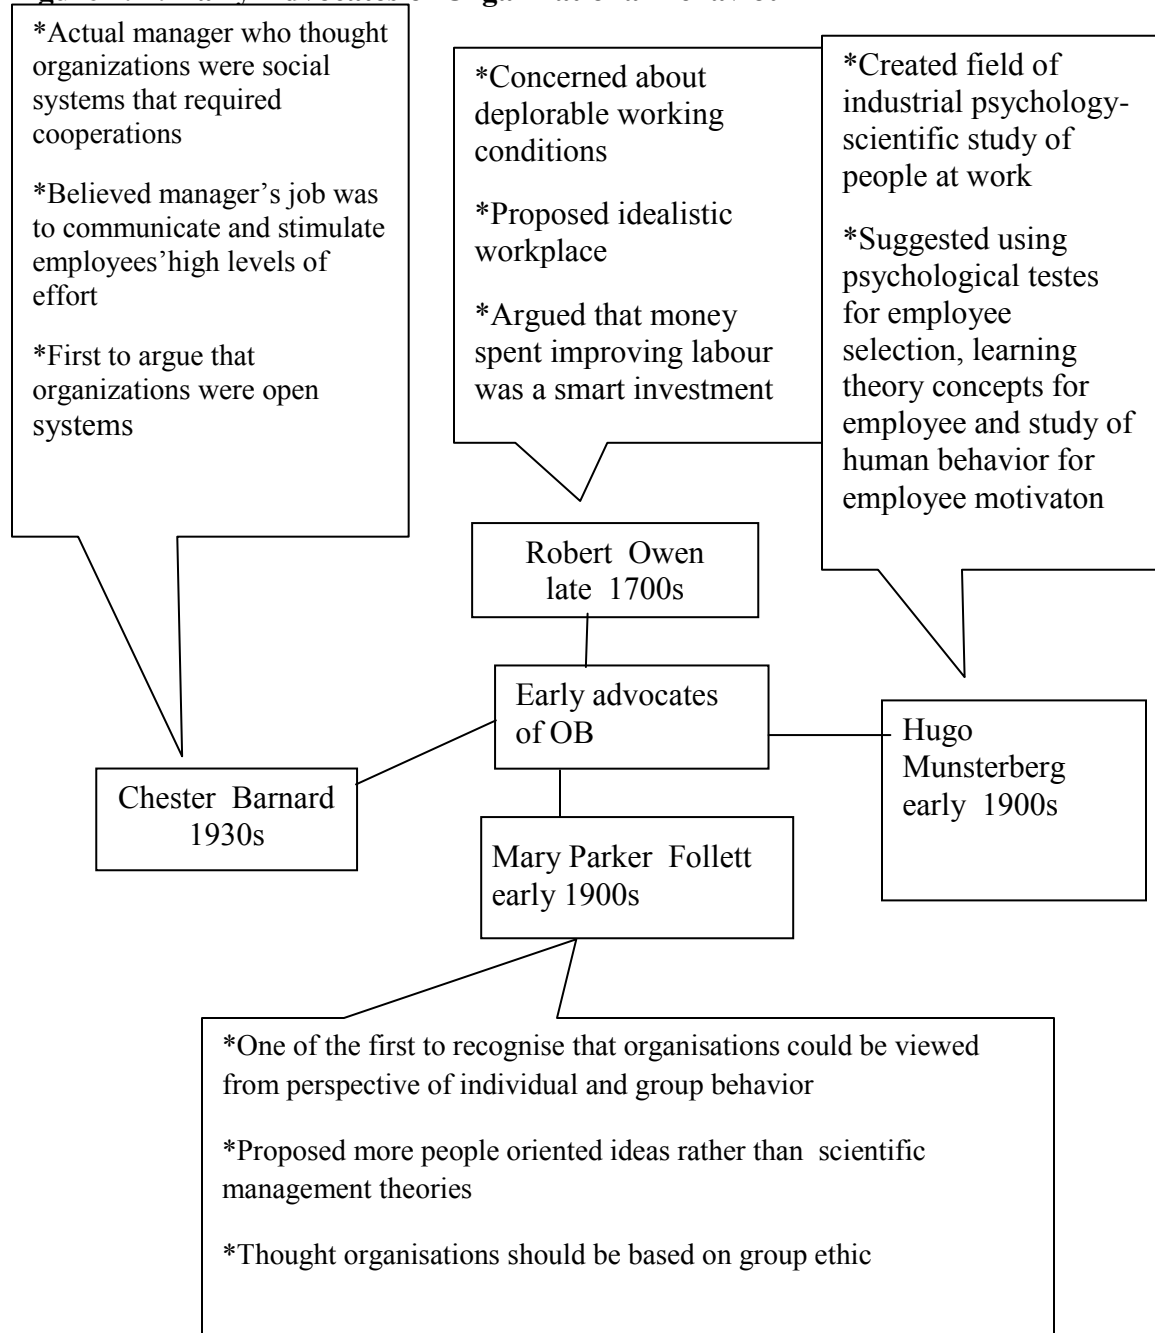 *Actual manager who thought
organizations were social
systems that required
cooperations
*Believed manager's job was
to communicate and stimulate
employees'high levels of
effort
*First to argue that
organizations were open
systems
*Concerned about
deplorable working
conditions
*Proposed idealistic
workplace
*Argued that money
spent improving labour
was a smart investment
*Created field of
industrial psychology-
scientific study of
people at work
*Suggested using
psychological testes
for employee
selection, learning
theory concepts for
employee and study of
human behavior for
employee motivaton
Robert Owen
late 1700s
Early advocates
of OB
Hugo
Munsterberg
early 1900s
Chester Barnard
1930s
Mary Parker Follett
early 1900s
*One of the first to recognise that organisations could be viewed
from perspective of individual and group behavior
*Proposed more people oriented ideas rather than scientific
management theories
*Thought organisations should be based on group ethic